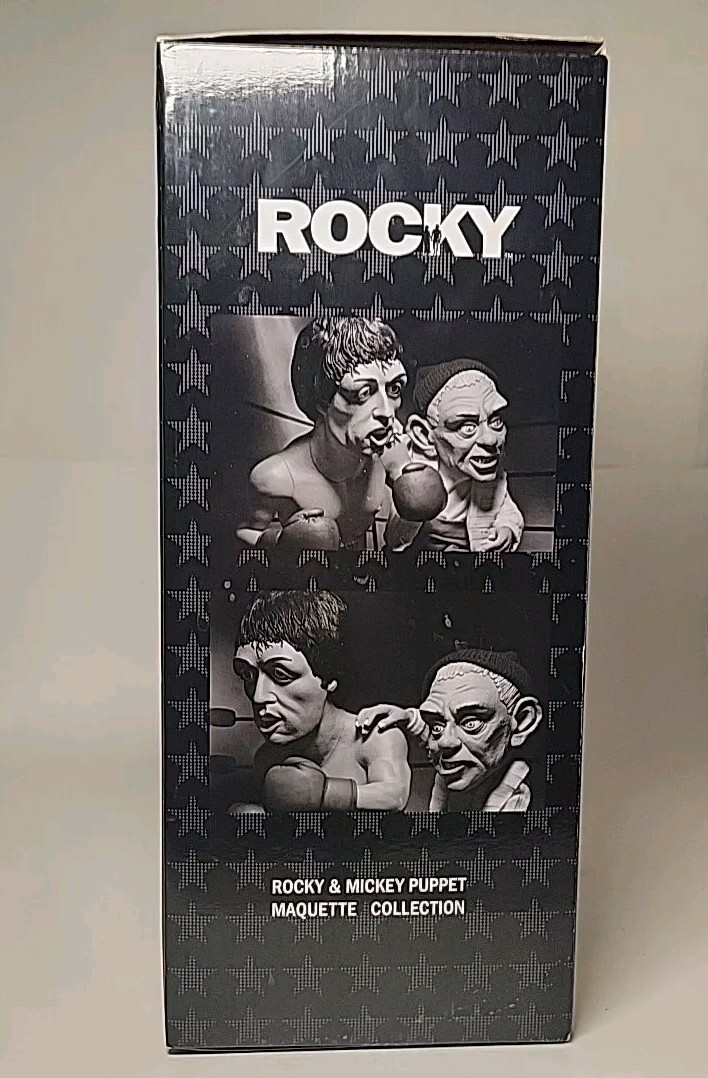 ROCKY
ROCKY & MICKEY PUPPET
MAQUETTE COLLECTION